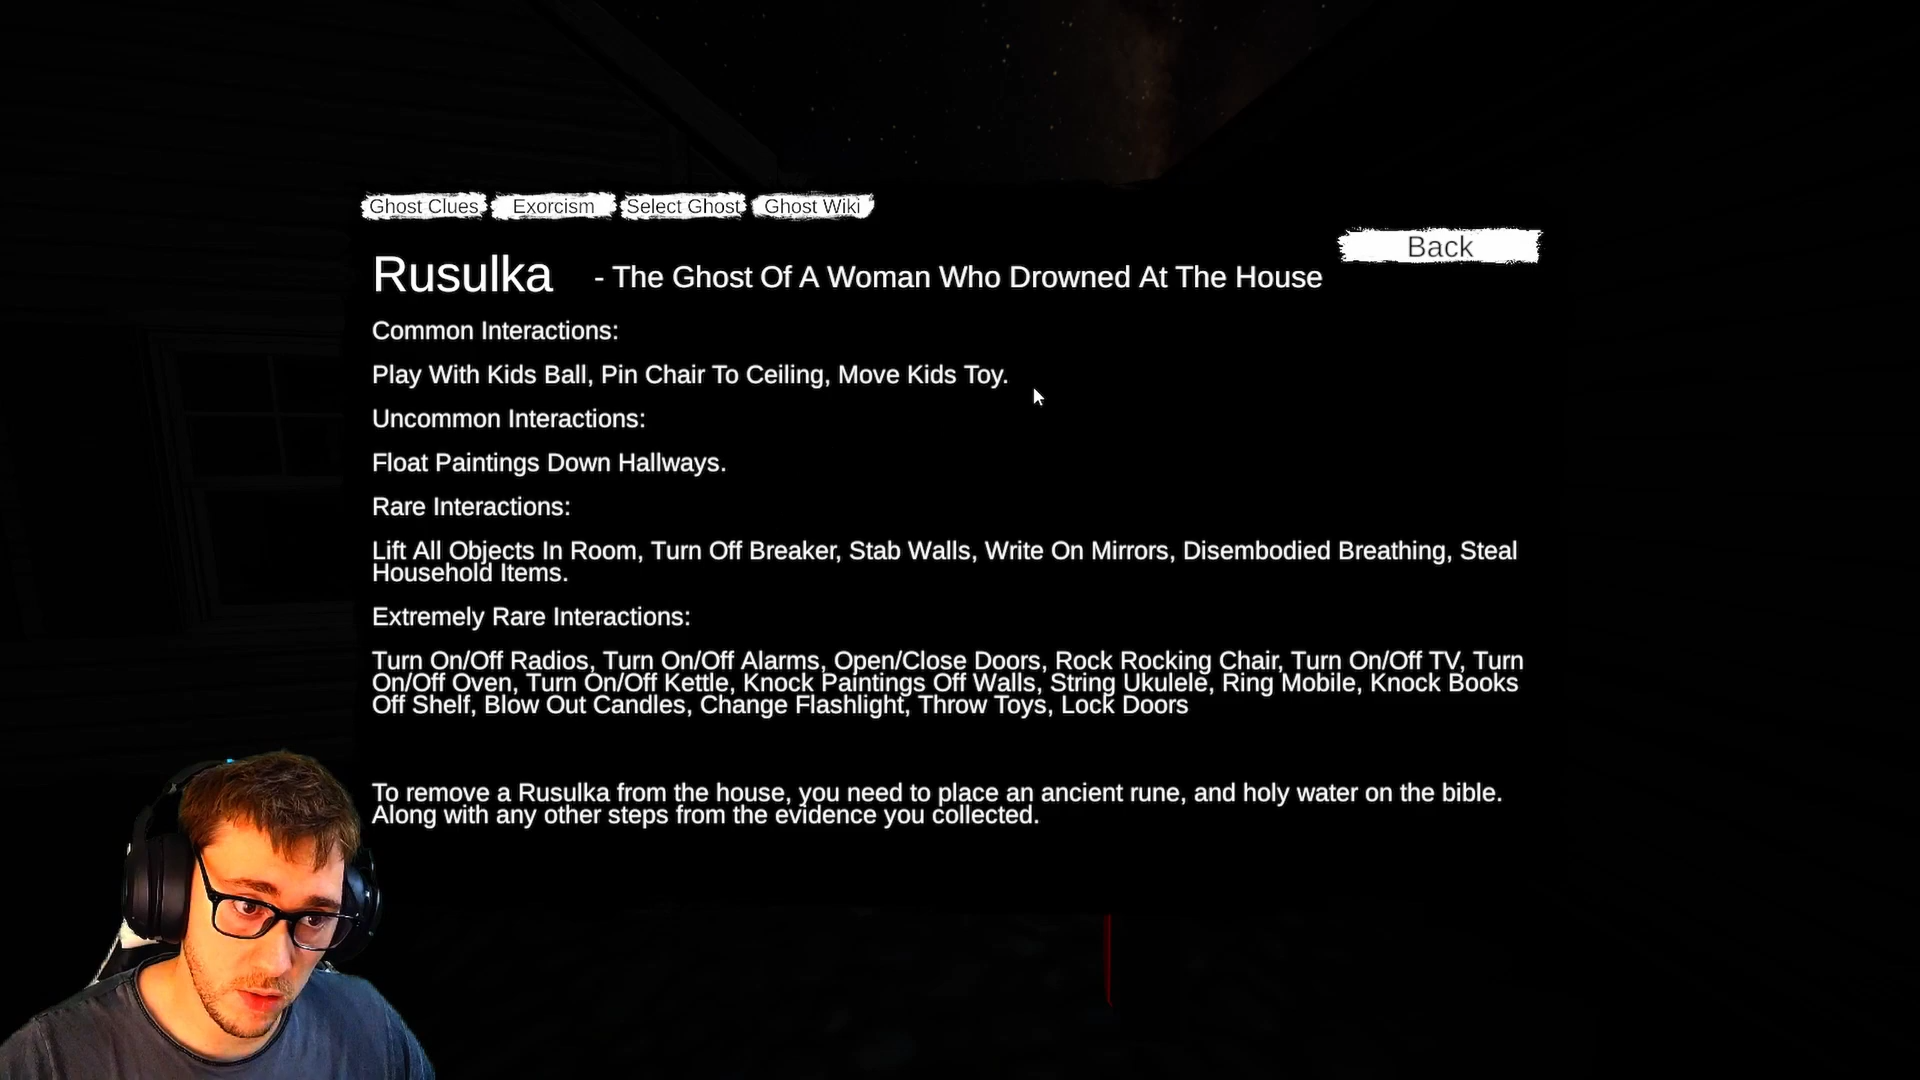 Ghost Clues Exorcism Select Ghost Ghost Wiki
Back
Rusulka - The Ghost Of A Woman Who Drowned At The House
Common Interactions:
Play With Kids Ball, Pin Chair To Ceiling, Move Kids Toy.
Uncommon Interactions:
Float Paintings Down Hallways.
Rare Interactions:
Lift All Objects In Room, Turn Off Breaker, Stab Walls, Write On Mirrors, Disembodied Breathing, Steal
Household Items.
Extremely Rare Interactions:
Turn On/Off Radios, Turn On/Off Alarms, Open/Close Doors, Rock Rocking Chair, Turn On/Off TV, Turn
On/Off Oven, Turn On/Off Kettle, Knock Paintings Off Walls, String Ukulele, Ring Mobile, Knock Books
Off Shelf, Blow Out Candles, Change Flashlight, Throw Toys, Lock Doors
To remove a Rusulka from the house, you need to place an ancient rune, and holy water on the bible.
Along with any other steps from the evidence you collected.